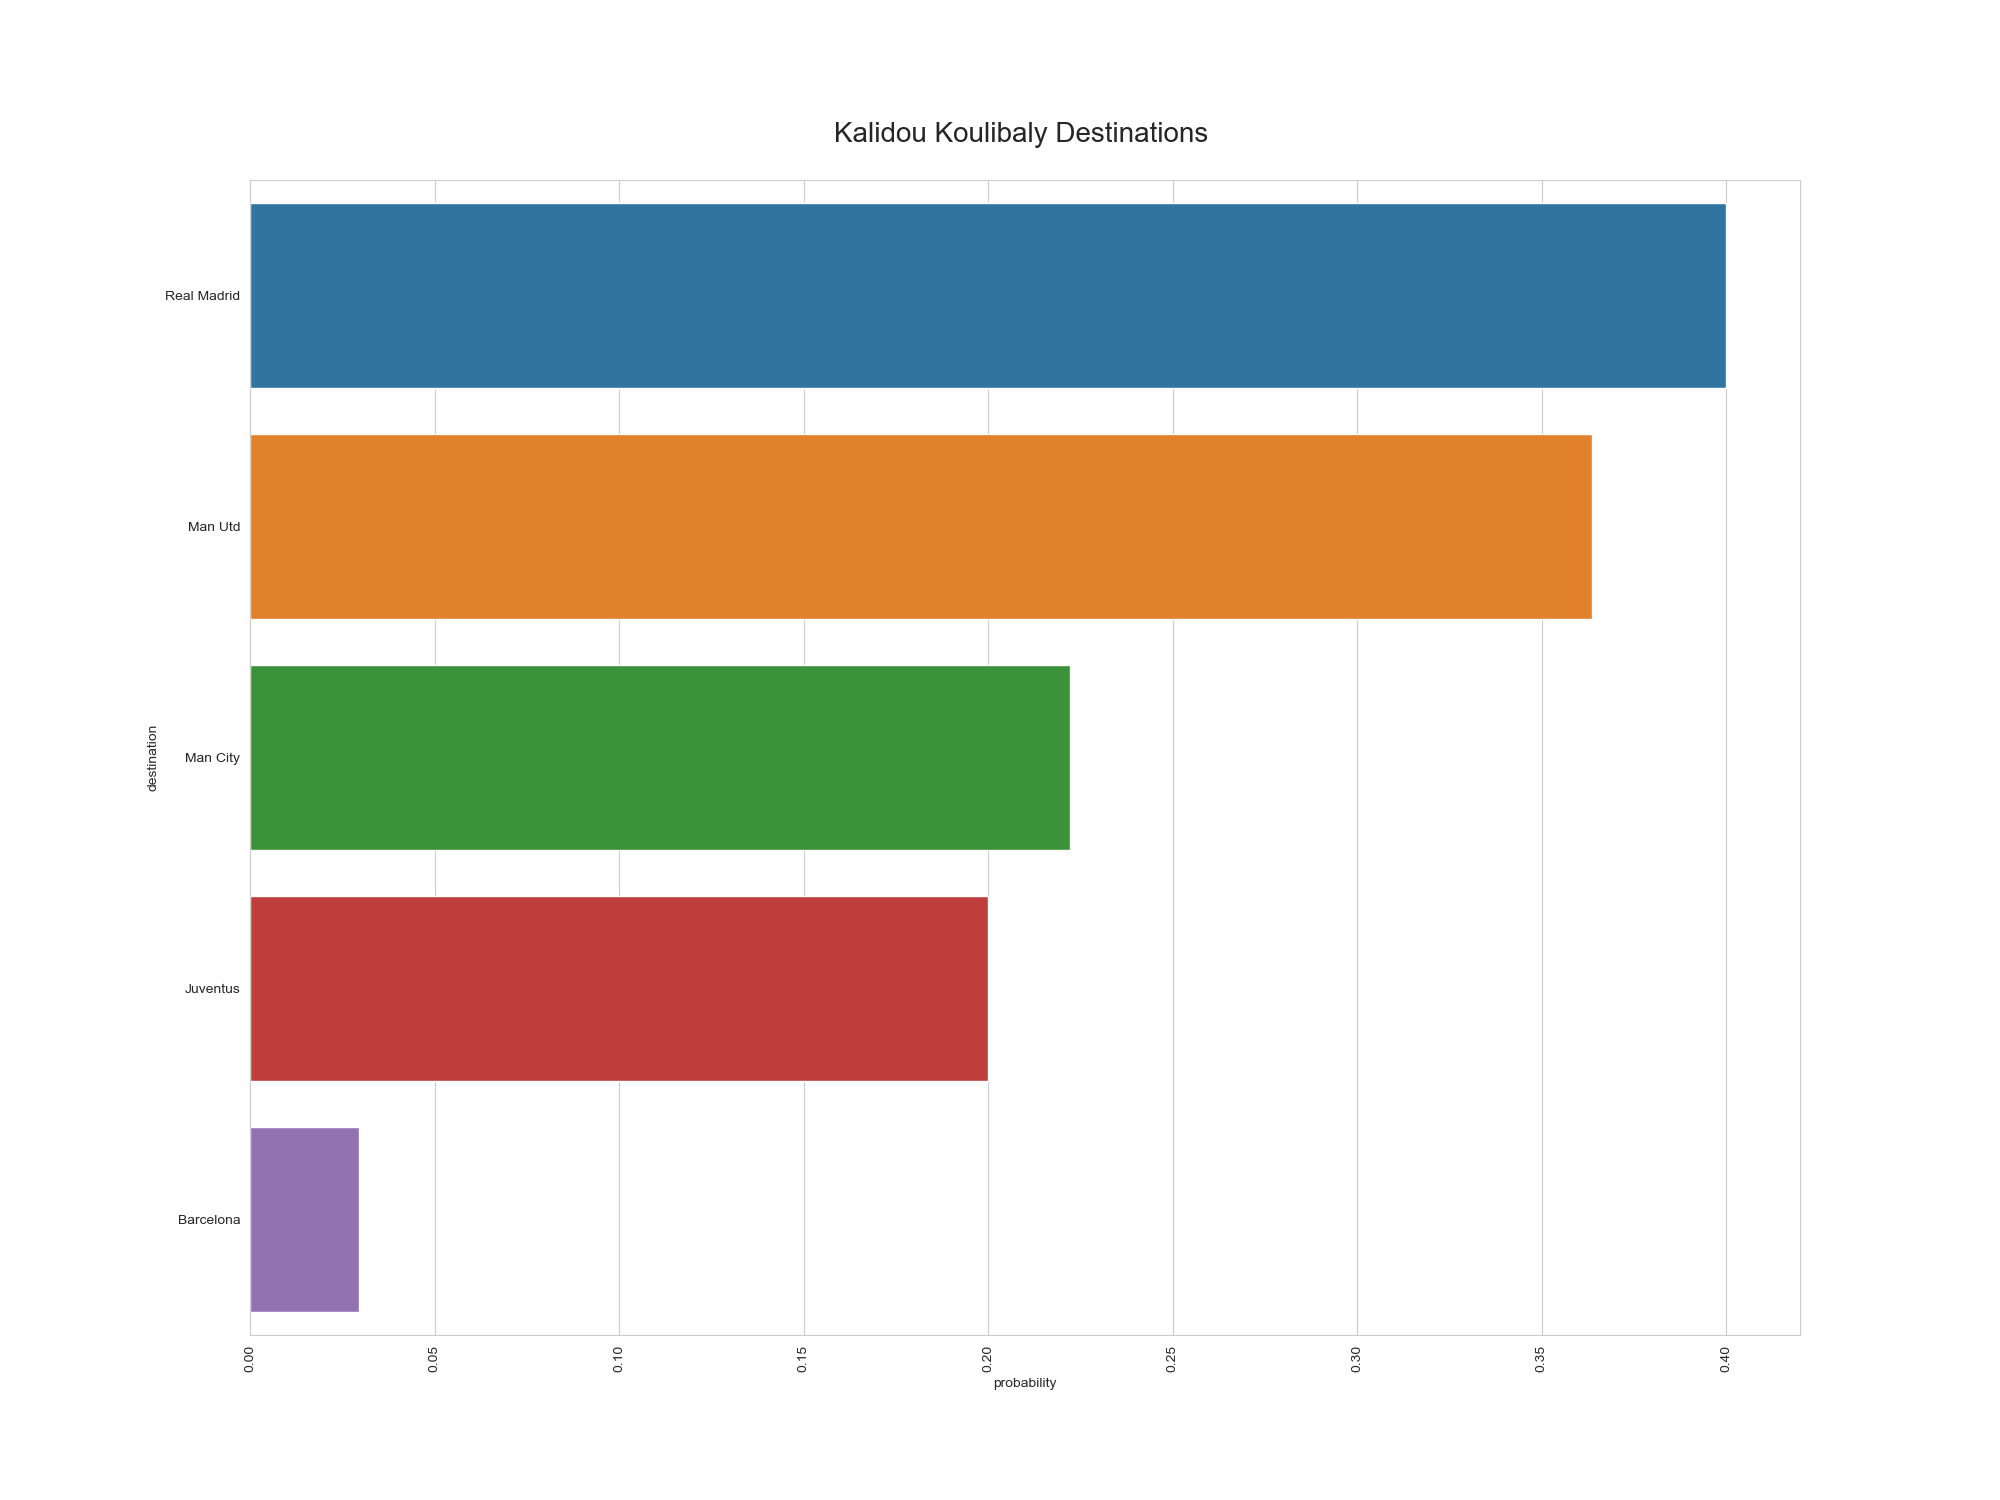 Kalidou Koulibaly Destinations
Real Madrid
Man Utd
Man City
Juventus
Barcelona
destination
0.00
0.05
0.10
0.15
0.20
0.25
0.30
0.35
0.40
probability